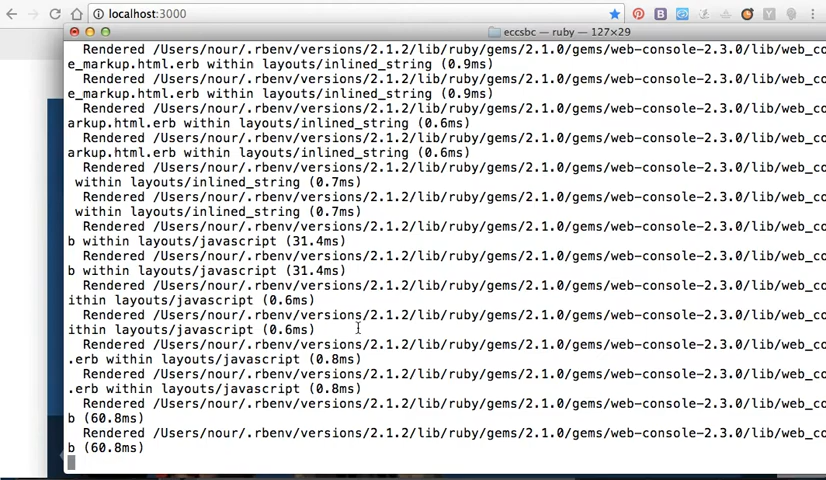 localhost:3000
eccsbc — ruby — 127×29
Rendered /Users/nour/.rbenv/versions/2.1.2/lib/ruby/gems/2.1.0/gems/web-console-2.3.0/lib/web_co
e_markup.html.erb within layouts/inlined_string (0.9ms)
Rendered /Users/nour/.rbenv/versions/2.1.2/lib/ruby/gems/2.1.0/gems/web-console-2.3.0/lib/web_co
e_markup.html.erb within layouts/inlined_string (0.9ms)
Rendered /Users/nour/.rbenv/versions/2.1.2/lib/ruby/gems/2.1.0/gems/web-console-2.3.0/lib/web_co
arkup.html.erb within layouts/inlined_string (0.6ms)
Rendered /Users/nour/.rbenv/versions/2.1.2/lib/ruby/gems/2.1.0/gems/web-console-2.3.0/lib/web_co
arkup.html.erb within layouts/inlined_string (0.6ms)
Rendered /Users/nour/.rbenv/versions/2.1.2/lib/ruby/gems/2.1.0/gems/web-console-2.3.0/lib/web_co
within layouts/inlined_string (0.7ms)
Rendered /Users/nour/.rbenv/versions/2.1.2/lib/ruby/gems/2.1.0/gems/web-console-2.3.0/lib/web_co
within layouts/inlined_string (0.7ms)
Rendered /Users/nour/.rbenv/versions/2.1.2/lib/ruby/gems/2.1.0/gems/web-console-2.3.0/lib/web_co
b within layouts/javascript (31.4ms)
Rendered /Users/nour/.rbenv/versions/2.1.2/lib/ruby/gems/2.1.0/gems/web-console-2.3.0/lib/web_co
b within layouts/javascript (31.4ms)
Rendered /Users/nour/.rbenv/versions/2.1.2/lib/ruby/gems/2.1.0/gems/web-console-2.3.0/lib/web_co
ithin layouts/javascript (0.6ms)
Rendered /Users/nour/.rbenv/versions/2.1.2/lib/ruby/gems/2.1.0/gems/web-console-2.3.0/lib/web_co
ithin layouts/javascript (0.6ms)
Rendered /Users/nour/.rbenv/versions/2.1.2/lib/ruby/gems/2.1.0/gems/web-console-2.3.0/lib/web_co
.erb within layouts/javascript (0.8ms)
Rendered /Users/nour/.rbenv/versions/2.1.2/lib/ruby/gems/2.1.0/gems/web-console-2.3.0/lib/web_co
.erb within layouts/javascript (0.8ms)
Rendered /Users/nour/.rbenv/versions/2.1.2/lib/ruby/gems/2.1.0/gems/web-console-2.3.0/lib/web_co
b (60.8ms)
Rendered /Users/nour/.rbenv/versions/2.1.2/lib/ruby/gems/2.1.0/gems/web-console-2.3.0/lib/web_co
b (60.8ms)